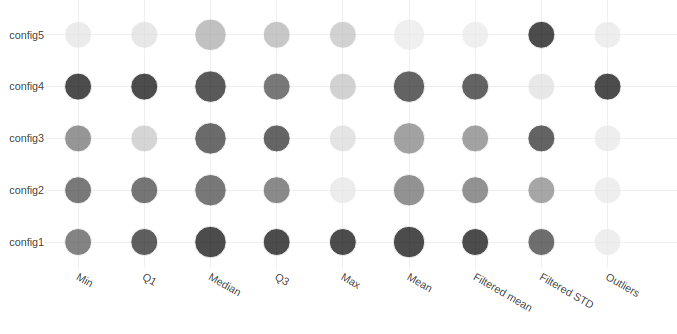 config5
config4
config3
config2
config1
Min
Q1
Median
Q3
Max
Mean
Filtered mean
Filtered STD
Outliers